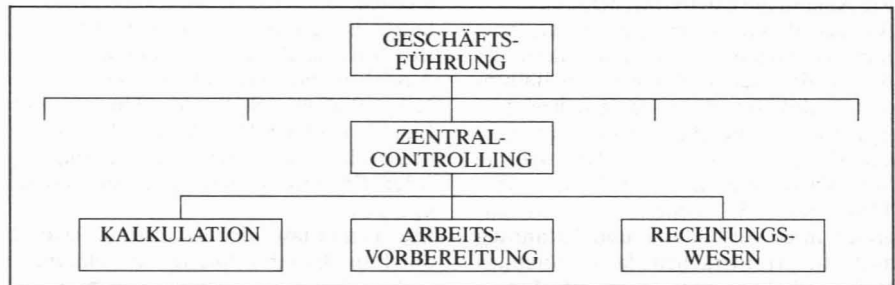 GESCHÄFTS-
FÜHRUNG
ZENTRAL-
CONTROLLING
KALKULATION
ARBEITS-
VORBEREITUNG
RECHNUNGS-
WESEN